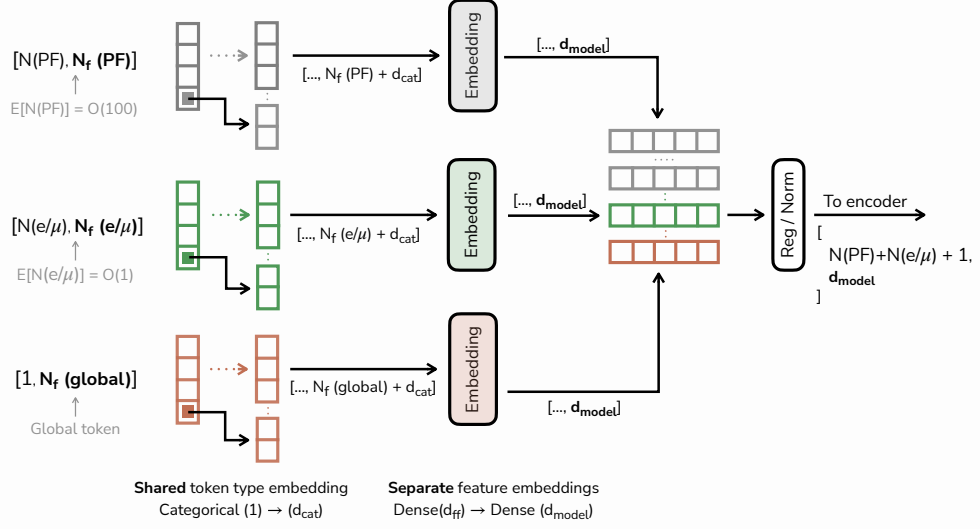 [N(PF), N_f (PF)]
E[N(PF)] = O(100)
[..., N_f (PF) + d_cat]
Embedding
[..., d_model]
[N(e/μ), N_f (e/μ)]
E[N(e/μ)] = O(1)
[..., N_f (e/μ) + d_cat]
Embedding
[..., d_model]
Reg / Norm
To encoder
[
N(PF)+N(e/μ) + 1,
d_model
]
[1, N_f (global)]
Global token
[..., N_f (global) + d_cat]
Embedding
[..., d_model]
Shared token type embedding
Categorical (1) → (d_cat)
Separate feature embeddings
Dense(d_ff) → Dense (d_model)